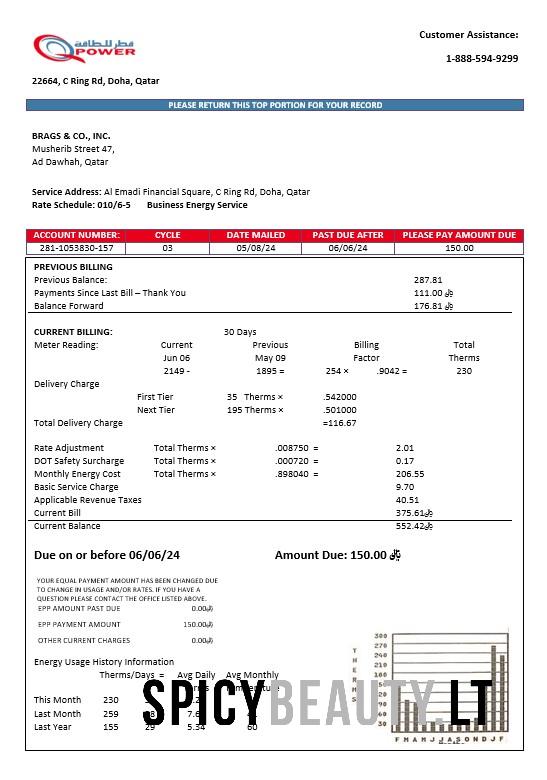 قطر للطاقة
POWER
Customer Assistance:
1-888-594-9299
22664, C Ring Rd, Doha, Qatar
PLEASE RETURN THIS TOP PORTION FOR YOUR RECORD
BRAGS & CO., INC.
Musherib Street 47,
Ad Dawhah, Qatar
Service Address: Al Emadi Financial Square, C Ring Rd, Doha, Qatar
Rate Schedule: 010/6-5 Business Energy Service
ACCOUNT NUMBER: CYCLE DATE MAILED PAST DUE AFTER PLEASE PAY AMOUNT DUE
281-1053830-157 03 05/08/24 06/06/24 150.00
PREVIOUS BILLING
Previous Balance: 287.81
Payments Since Last Bill – Thank You 111.00 ﷼
Balance Forward 176.81 ﷼
CURRENT BILLING: 30 Days
Meter Reading: Current Previous Billing Total
Jun 06 May 09 Factor Therms
2149 - 1895 = 254 × .9042 = 230
Delivery Charge
First Tier 35 Therms × .542000
Next Tier 195 Therms × .501000
Total Delivery Charge =116.67
Rate Adjustment Total Therms × .008750 = 2.01
DOT Safety Surcharge Total Therms × .000720 = 0.17
Monthly Energy Cost Total Therms × .898040 = 206.55
Basic Service Charge 9.70
Applicable Revenue Taxes 40.51
Current Bill 375.61﷼
Current Balance 552.42﷼
Due on or before 06/06/24 Amount Due: 150.00 ﷼
YOUR EQUAL PAYMENT AMOUNT HAS BEEN CHANGED DUE
TO CHANGE IN USAGE AND/OR RATES. IF YOU HAVE A
QUESTION PLEASE CONTACT THE OFFICE LISTED ABOVE.
EPP AMOUNT PAST DUE 0.00﷼
EPP PAYMENT AMOUNT 150.00﷼
OTHER CURRENT CHARGES 0.00﷼
Energy Usage History Information
Therms/Days = Avg Daily Avg Monthly
This Month 230
Last Month 259
Last Year 155 29 5.34 60
THERMS
300
270
240
210
180
150
120
90
60
30
0
F M A M J J A S O N D J F
SPICYBEAUTY.LT